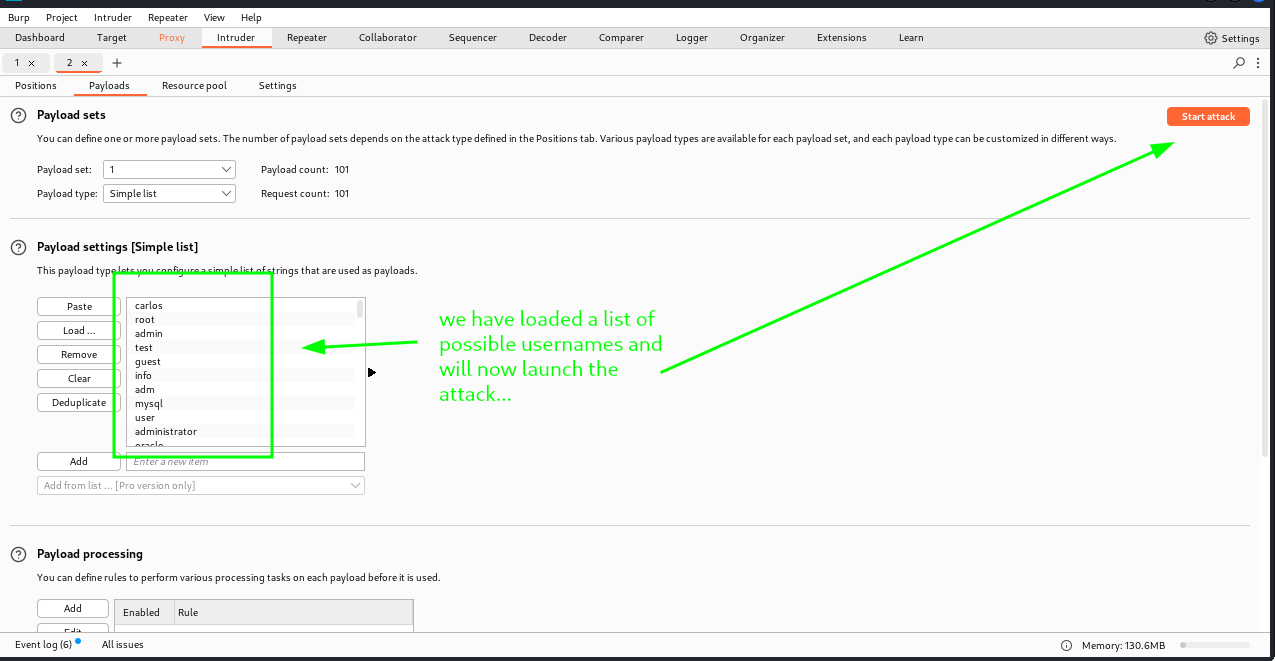 Burp Project Intruder Repeater View Help
Dashboard Target Proxy Intruder Repeater Collaborator Sequencer Decoder Comparer Logger Organizer Extensions Learn Settings
1 × 2 × +
Positions Payloads Resource pool Settings
? Payload sets
Start attack
You can define one or more payload sets. The number of payload sets depends on the attack type defined in the Positions tab. Various payload types are available for each payload set, and each payload type can be customized in different ways.
Payload set: 1 Payload count: 101
Payload type: Simple list Request count: 101
? Payload settings [Simple list]
This payload type lets you configure a simple list of strings that are used as payloads.
Paste
Load ...
Remove
Clear
Deduplicate
carlos
root
admin
test
guest
info
adm
mysql
user
administrator
oracle
we have loaded a list of
possible usernames and
will now launch the
attack...
Add Enter a new item
Add from list ... [Pro version only]
? Payload processing
You can define rules to perform various processing tasks on each payload before it is used.
Add Enabled Rule
Edit
Event log (6) All issues Memory: 130.6MB